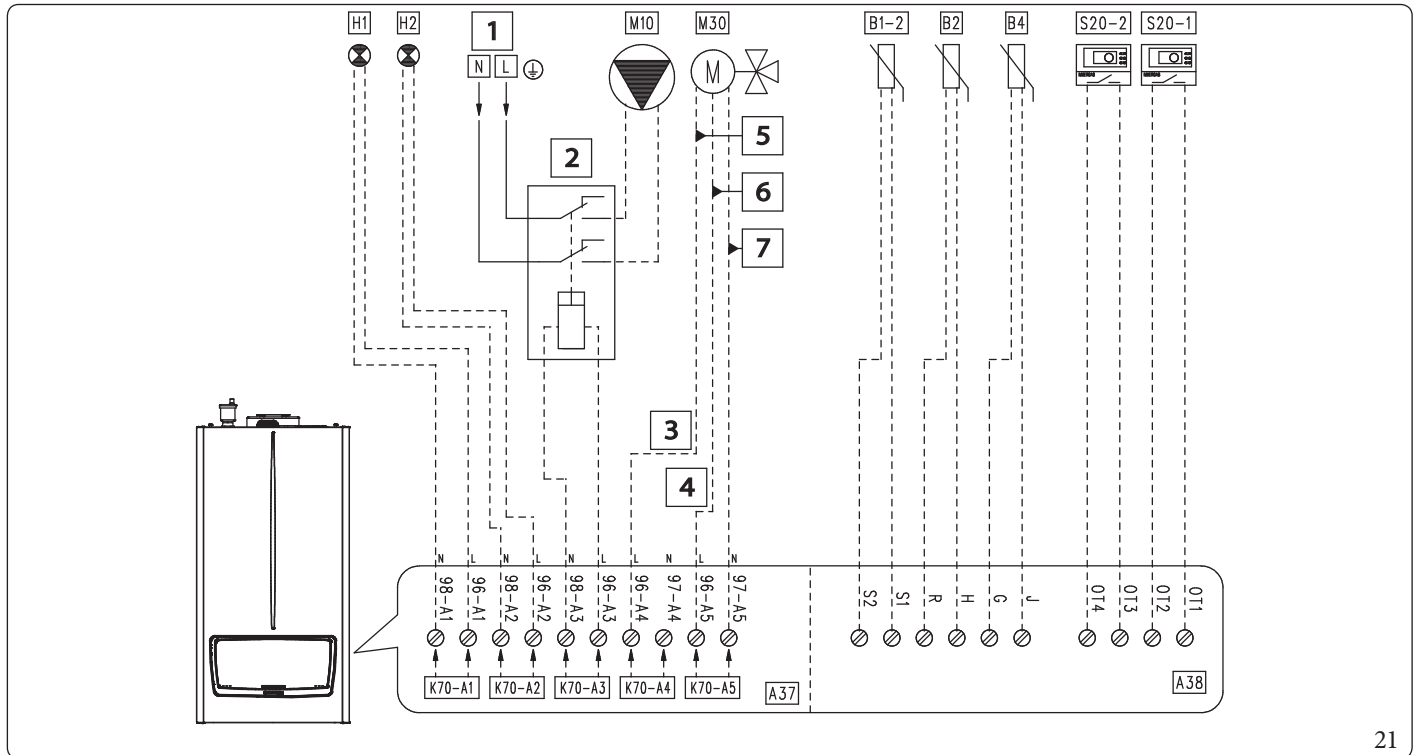 H1 H2 1 M10 M30 B1-2 B2 B4 S20-2 S20-1
N L M
5
2
6
7
3
4
N L N L N L L N L N
98-A1 96-A1 98-A2 96-A2 98-A3 96-A3 96-A4 97-A4 96-A5 97-A5 S2 S1 R H G J OT4 OT3 OT2 OT1
K70-A1 K70-A2 K70-A3 K70-A4 K70-A5 A37 A38
21